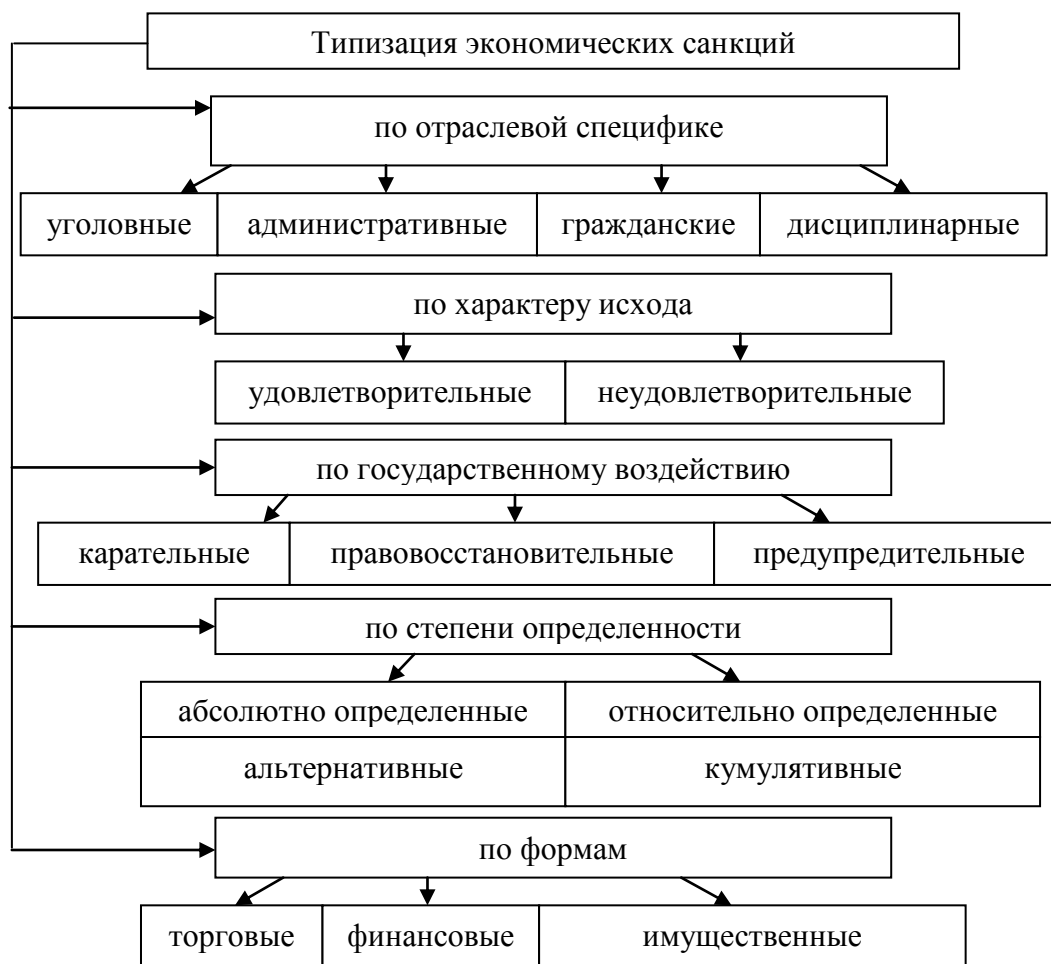 Типизация экономических санкций
по отраслевой специфике
уголовные административные гражданские дисциплинарные
по характеру исхода
удовлетворительные неудовлетворительные
по государственному воздействию
карательные правовосстановительные предупредительные
по степени определенности
абсолютно определенные относительно определенные
альтернативные кумулятивные
по формам
торговые финансовые имущественные